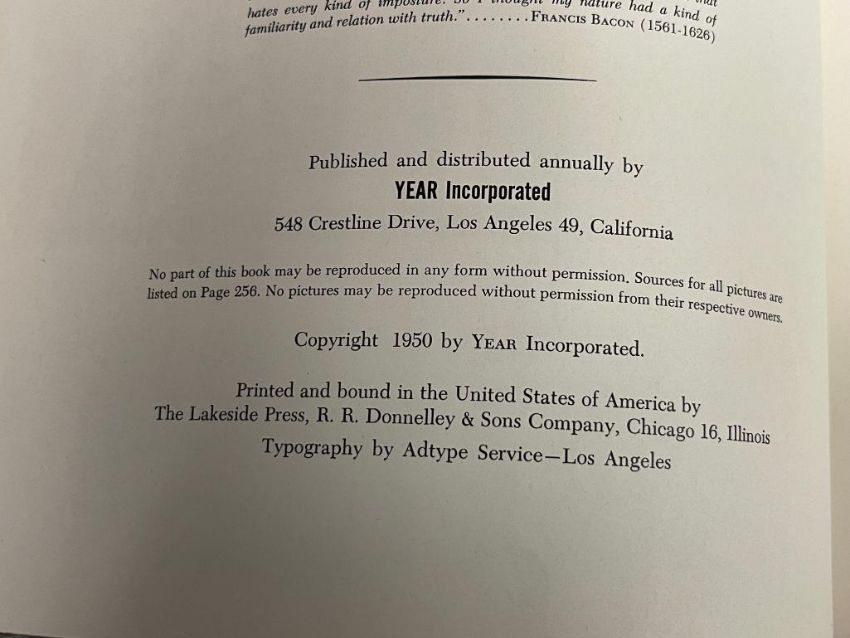 hates every kind of imposture. So I thought my nature had a kind of
familiarity and relation with truth."........FRANCIS BACON (1561-1626)
Published and distributed annually by
YEAR Incorporated
548 Crestline Drive, Los Angeles 49, California
No part of this book may be reproduced in any form without permission. Sources for all pictures are
listed on Page 256. No pictures may be reproduced without permission from their respective owners.
Copyright 1950 by YEAR Incorporated.
Printed and bound in the United States of America by
The Lakeside Press, R. R. Donnelley & Sons Company, Chicago 16, Illinois
Typography by Adtype Service—Los Angeles